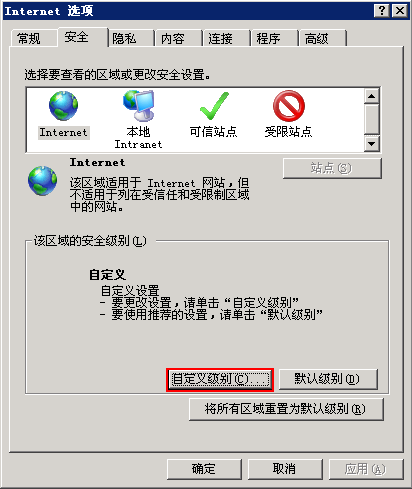 Internet 选项
常规 安全 隐私 内容 连接 程序 高级
选择要查看的区域或更改安全设置。
Internet 本地 Intranet 可信站点 受限站点
Internet
站点(S)
该区域适用于 Internet 网站，但
不适用于列在受信任和受限制区域
中的网站。
该区域的安全级别(L)
自定义
自定义设置
- 要更改设置，请单击“自定义级别”
- 要使用推荐的设置，请单击“默认级别”
自定义级别(C)... 默认级别(D)
将所有区域重置为默认级别(R)
确定 取消 应用(A)